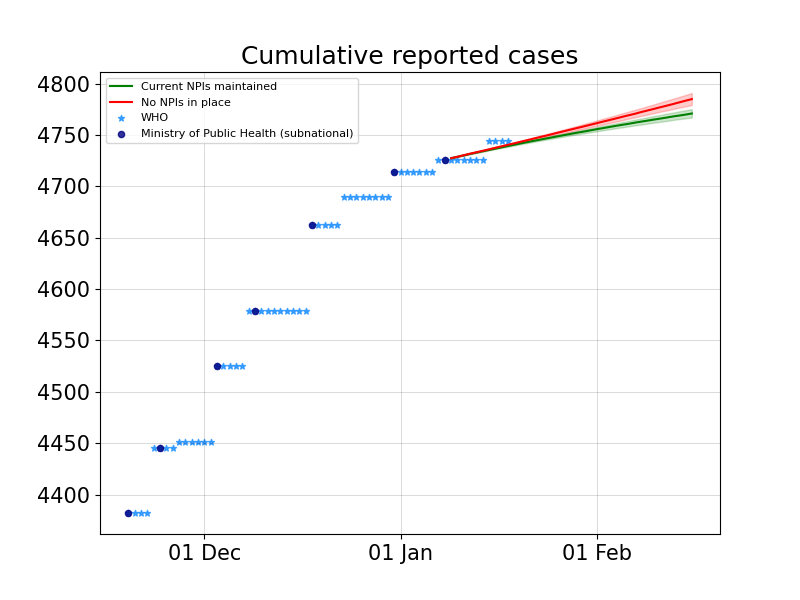 Cumulative reported cases
4800
4750
4700
4650
4600
4550
4500
4450
4400
Current NPIs maintained
No NPIs in place
WHO
Ministry of Public Health (subnational)
01 Dec
01 Jan
01 Feb